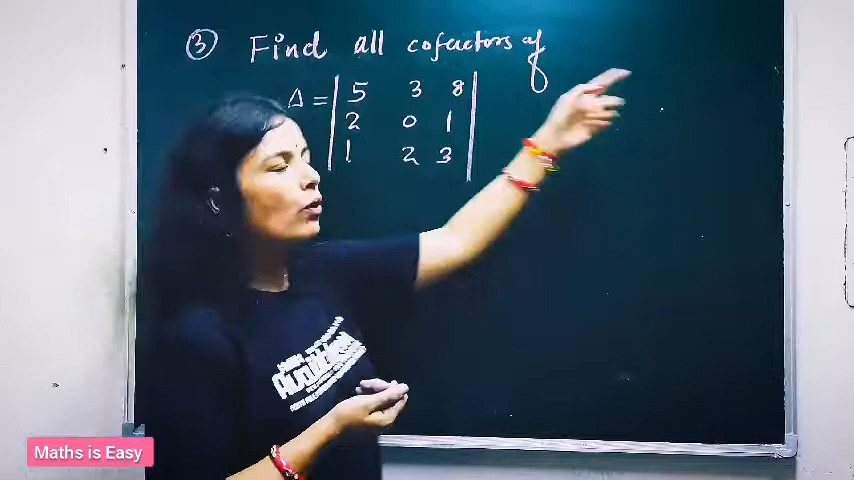 ③ Find all cofactors of
Δ = | 5 3 8 |
| 2 0 1 |
| 1 2 3 |
Maths is Easy